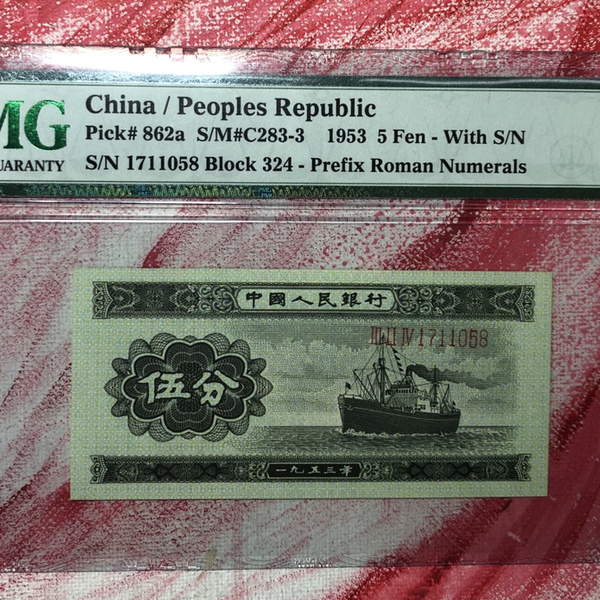 MG
UARANTY
China / Peoples Republic
Pick# 862a S/M#C283-3 1953 5 Fen - With S/N
S/N 1711058 Block 324 - Prefix Roman Numerals
中國人民銀行
III II IV 1711058
伍分
一九五三年